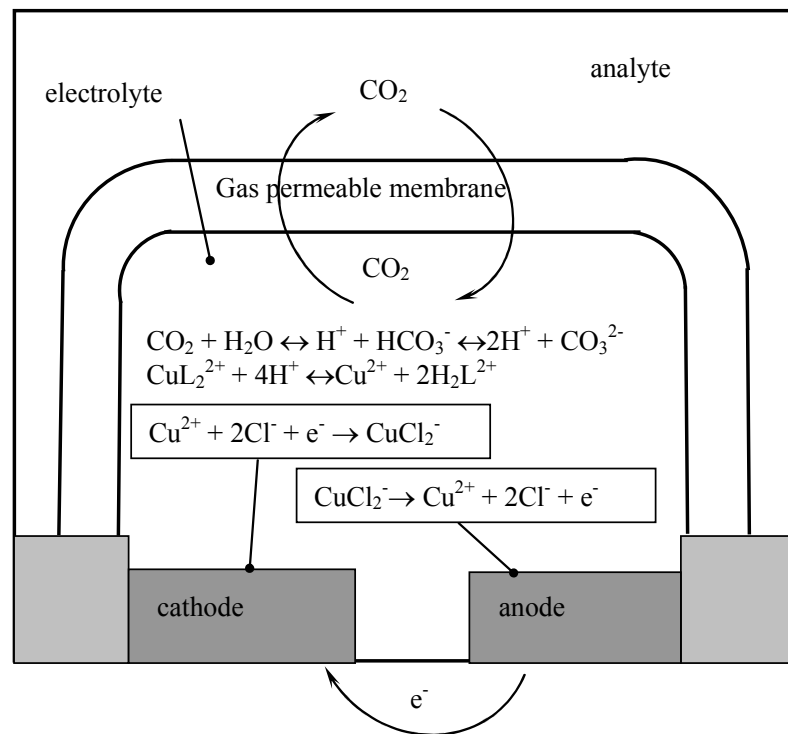 analyte
electrolyte
CO₂
Gas permeable membrane
CO₂
CO₂ + H₂O ↔ H⁺ + HCO₃⁻ ↔2H⁺ + CO₃²⁻
CuL₂²⁺ + 4H⁺ ↔Cu²⁺ + 2H₂L²⁺
Cu²⁺ + 2Cl⁻ + e⁻ → CuCl₂⁻
CuCl₂⁻→ Cu²⁺ + 2Cl⁻ + e⁻
cathode
anode
e⁻